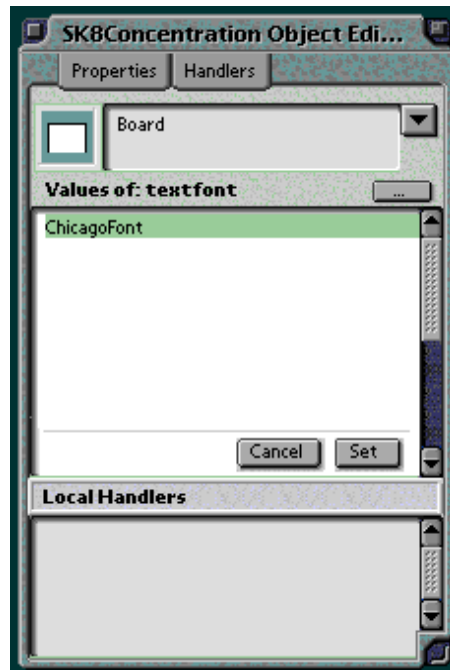 SK8Concentration Object Edi...
Properties Handlers
Board
Values of: textfont ...
ChicagoFont
Cancel Set
Local Handlers